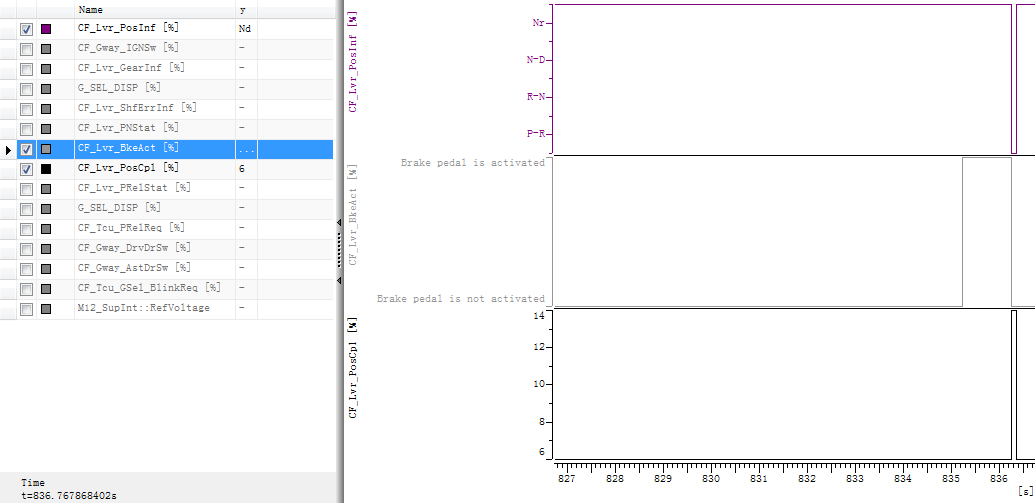 Name y
CF_Lvr_PosInf [%] Nd
CF_Gway_IGNSw [%] -
CF_Lvr_GearInf [%] -
G_SEL_DISP [%] -
CF_Lvr_ShfErrInf [%] -
CF_Lvr_PNStat [%] -
CF_Lvr_BkeAct [%] ...
CF_Lvr_PosCpl [%] 6
CF_Lvr_PRelStat [%] -
G_SEL_DISP [%] -
CF_Tcu_PRelReq [%] -
CF_Gway_DrvDrSw [%] -
CF_Gway_AstDrSw [%] -
CF_Tcu_GSel_BlinkReq [%] -
M12_SupInt::RefVoltage -
Time
t=836.767868402s
CF_Lvr_PosInf [%]
Nr
N-D
R-N
P-R
CF_Lvr_BkeAct [%]
Brake pedal is activated
Brake pedal is not activated
CF_Lvr_PosCpl [%]
14
12
10
8
6
827 828 829 830 831 832 833 834 835 836
[s]